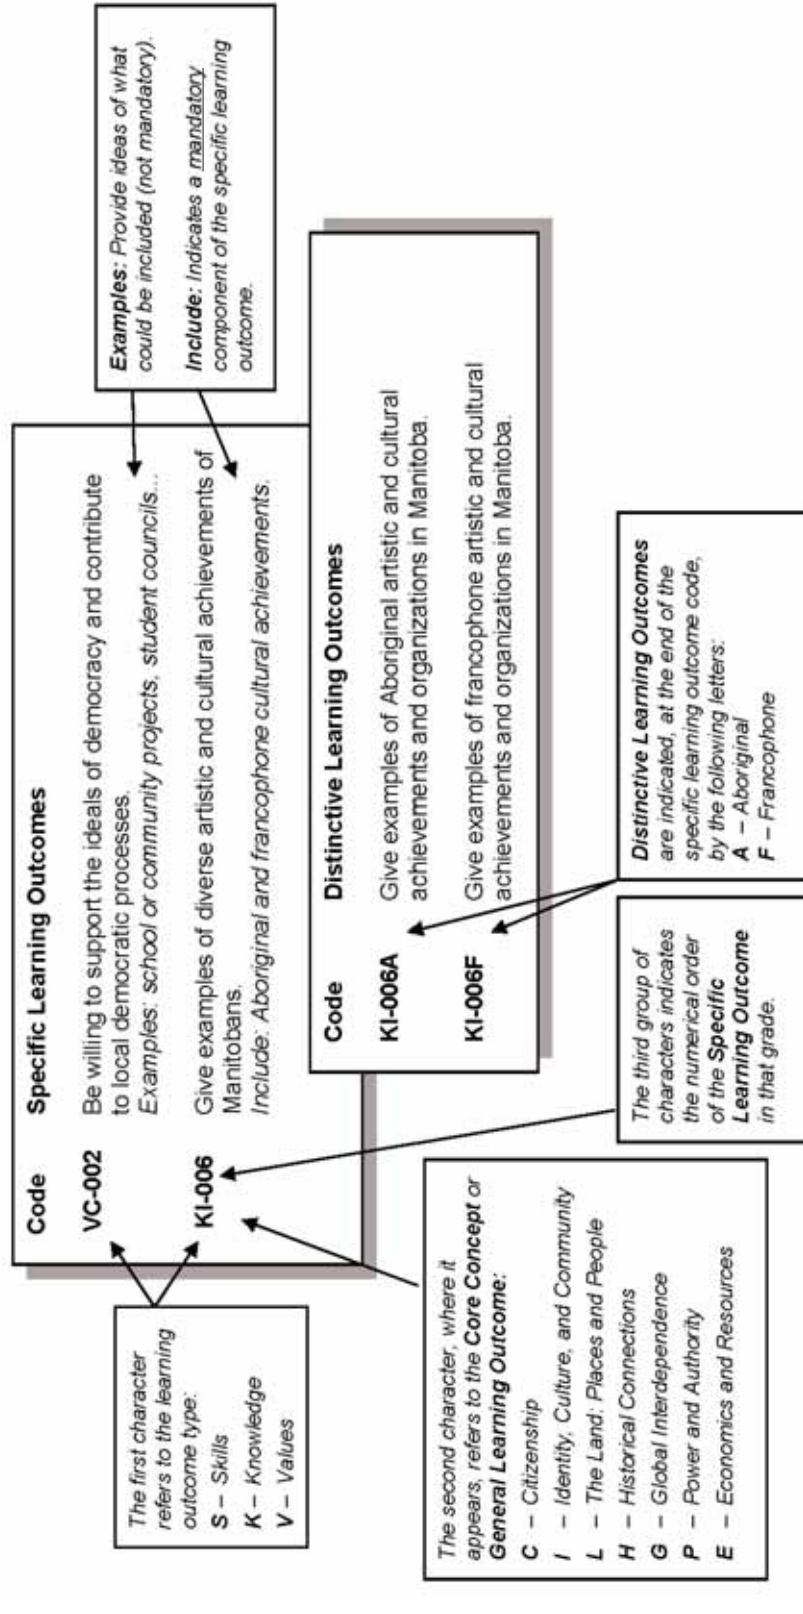 Code Specific Learning Outcomes
VC-002 Be willing to support the ideals of democracy and contribute
to local democratic processes.
Examples: school or community projects, student councils...
KI-006 Give examples of diverse artistic and cultural achievements of
Manitobans.
Include: Aboriginal and francophone cultural achievements.
Examples: Provide ideas of what
could be included (not mandatory).
Include: Indicates a mandatory
component of the specific learning
outcome.
Code Distinctive Learning Outcomes
KI-006A Give examples of Aboriginal artistic and cultural
achievements and organizations in Manitoba.
KI-006F Give examples of francophone artistic and cultural
achievements and organizations in Manitoba.
The first character
refers to the learning
outcome type:
S – Skills
K – Knowledge
V – Values
The second character, where it
appears, refers to the Core Concept or
General Learning Outcome:
C – Citizenship
I – Identity, Culture, and Community
L – The Land: Places and People
H – Historical Connections
G – Global Interdependence
P – Power and Authority
E – Economics and Resources
The third group of
characters indicates
the numerical order
of the Specific
Learning Outcome
in that grade.
Distinctive Learning Outcomes
are indicated, at the end of the
specific learning outcome code,
by the following letters:
A – Aboriginal
F – Francophone